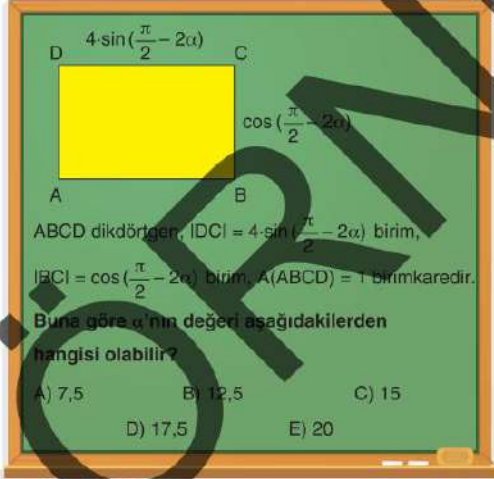 4·sin(π/2 – 2α)
D C
cos(π/2 – 2α)
A B
ABCD dikdörtgen, |DC| = 4·sin(π/2 – 2α) birim,
|BC| = cos(π/2 – 2α) birim, A(ABCD) = 1 birimkaredir.
Buna göre α'nın değeri aşağıdakilerden
hangisi olabilir?
A) 7,5 B) 12,5 C) 15
D) 17,5 E) 20